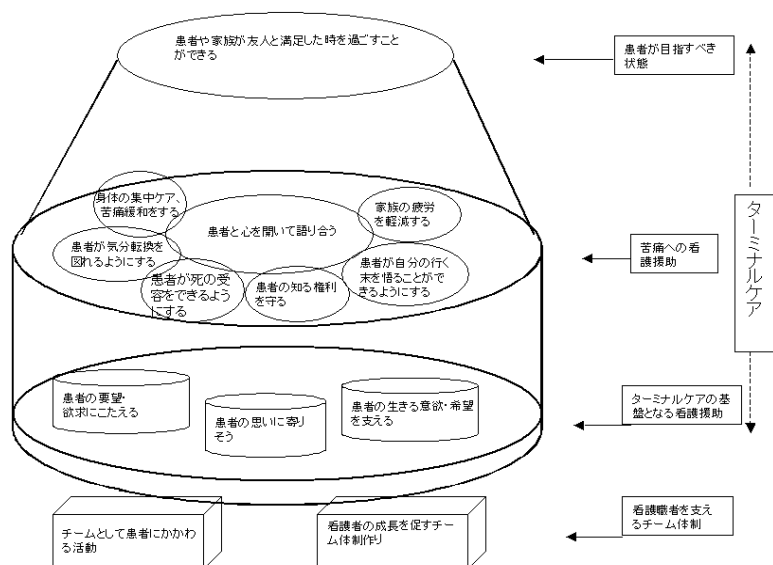 患者や家族が友人と満足した時を過ごすこと
ができる
患者が目指すべき
状態
身体の集中ケア、
苦痛緩和をする
家族の疲労
を軽減する
患者と心を開いて語り合う
患者が気分転換を
図れるようにする
患者が死の受
容をできるよう
にする
患者の知る権利
を守る
患者が自分の行く
末を悟ることがで
きるようにする
苦痛への看
護援助
ターミナルケア
患者の要望・
欲求にこたえる
患者の思いに寄り
そう
患者の生きる意欲・希望
を支える
ターミナルケアの基
盤となる看護援助
チームとして患者にかかわ
る活動
看護者の成長を促すチー
ム体制作り
看護職者を支え
るチーム体制